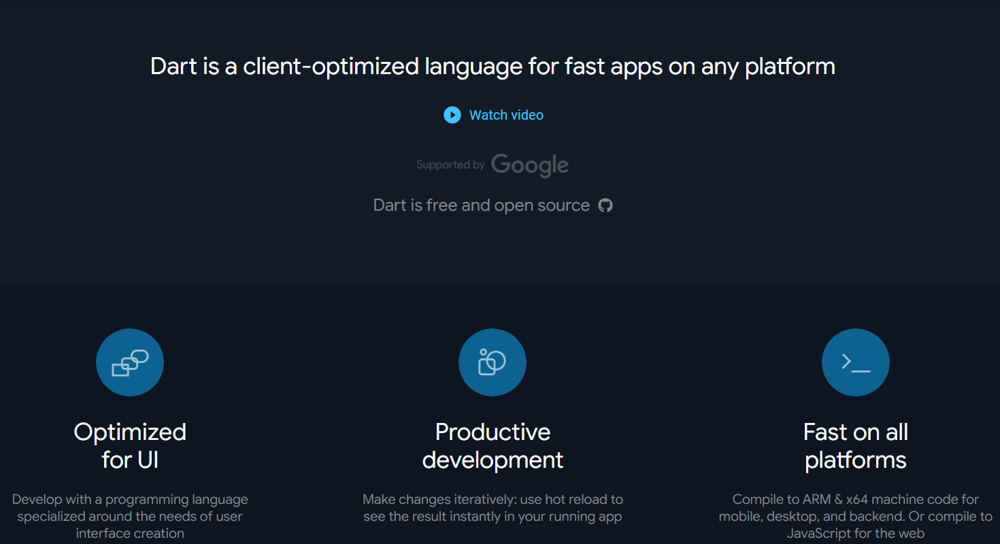 Dart is a client-optimized language for fast apps on any platform
Watch video
Supported by Google
Dart is free and open source
Optimized
for UI
Develop with a programming language
specialized around the needs of user
interface creation
Productive
development
Make changes iteratively: use hot reload to
see the result instantly in your running app
Fast on all
platforms
Compile to ARM & x64 machine code for
mobile, desktop, and backend. Or compile to
JavaScript for the web